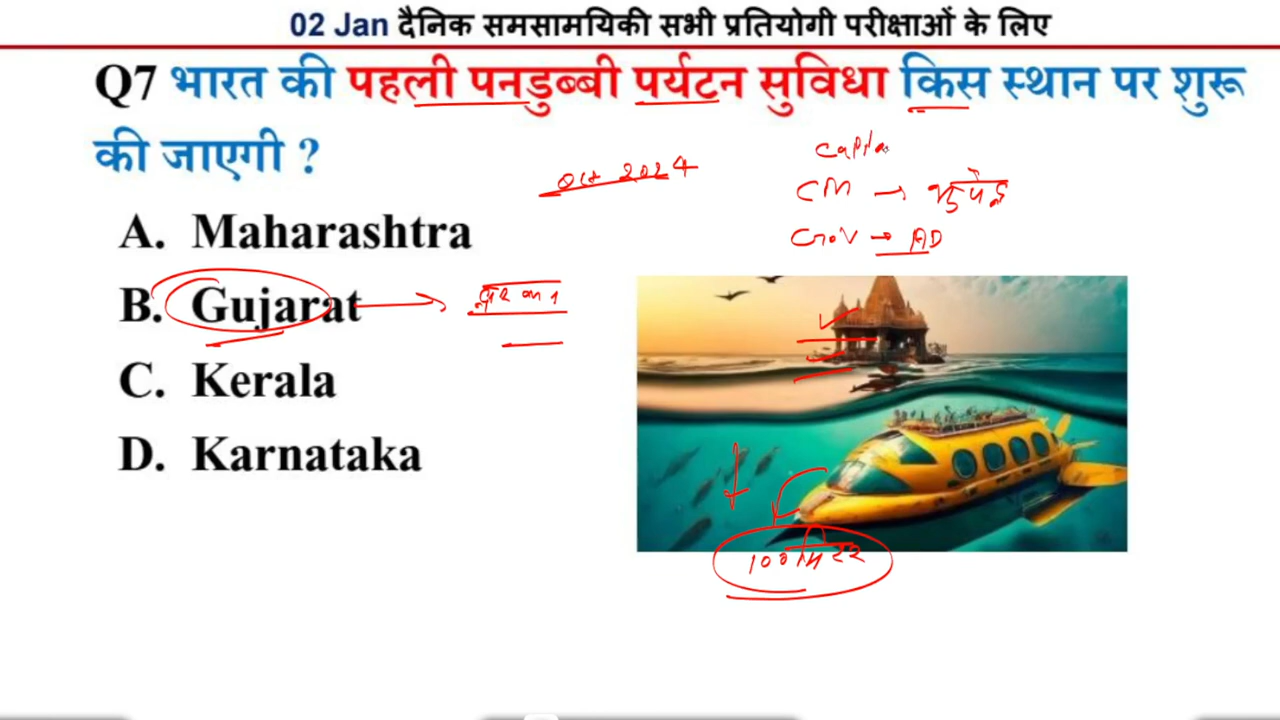 02 Jan दैनिक समसामयिकी सभी प्रतियोगी परीक्षाओं के लिए
Q7 भारत की पहली पनडुब्बी पर्यटन सुविधा किस स्थान पर शुरू
की जाएगी ?
Oct 2024
Capita
CM →
Gov → AD
A. Maharashtra
B. Gujarat →
C. Kerala
D. Karnataka
100 मिटर